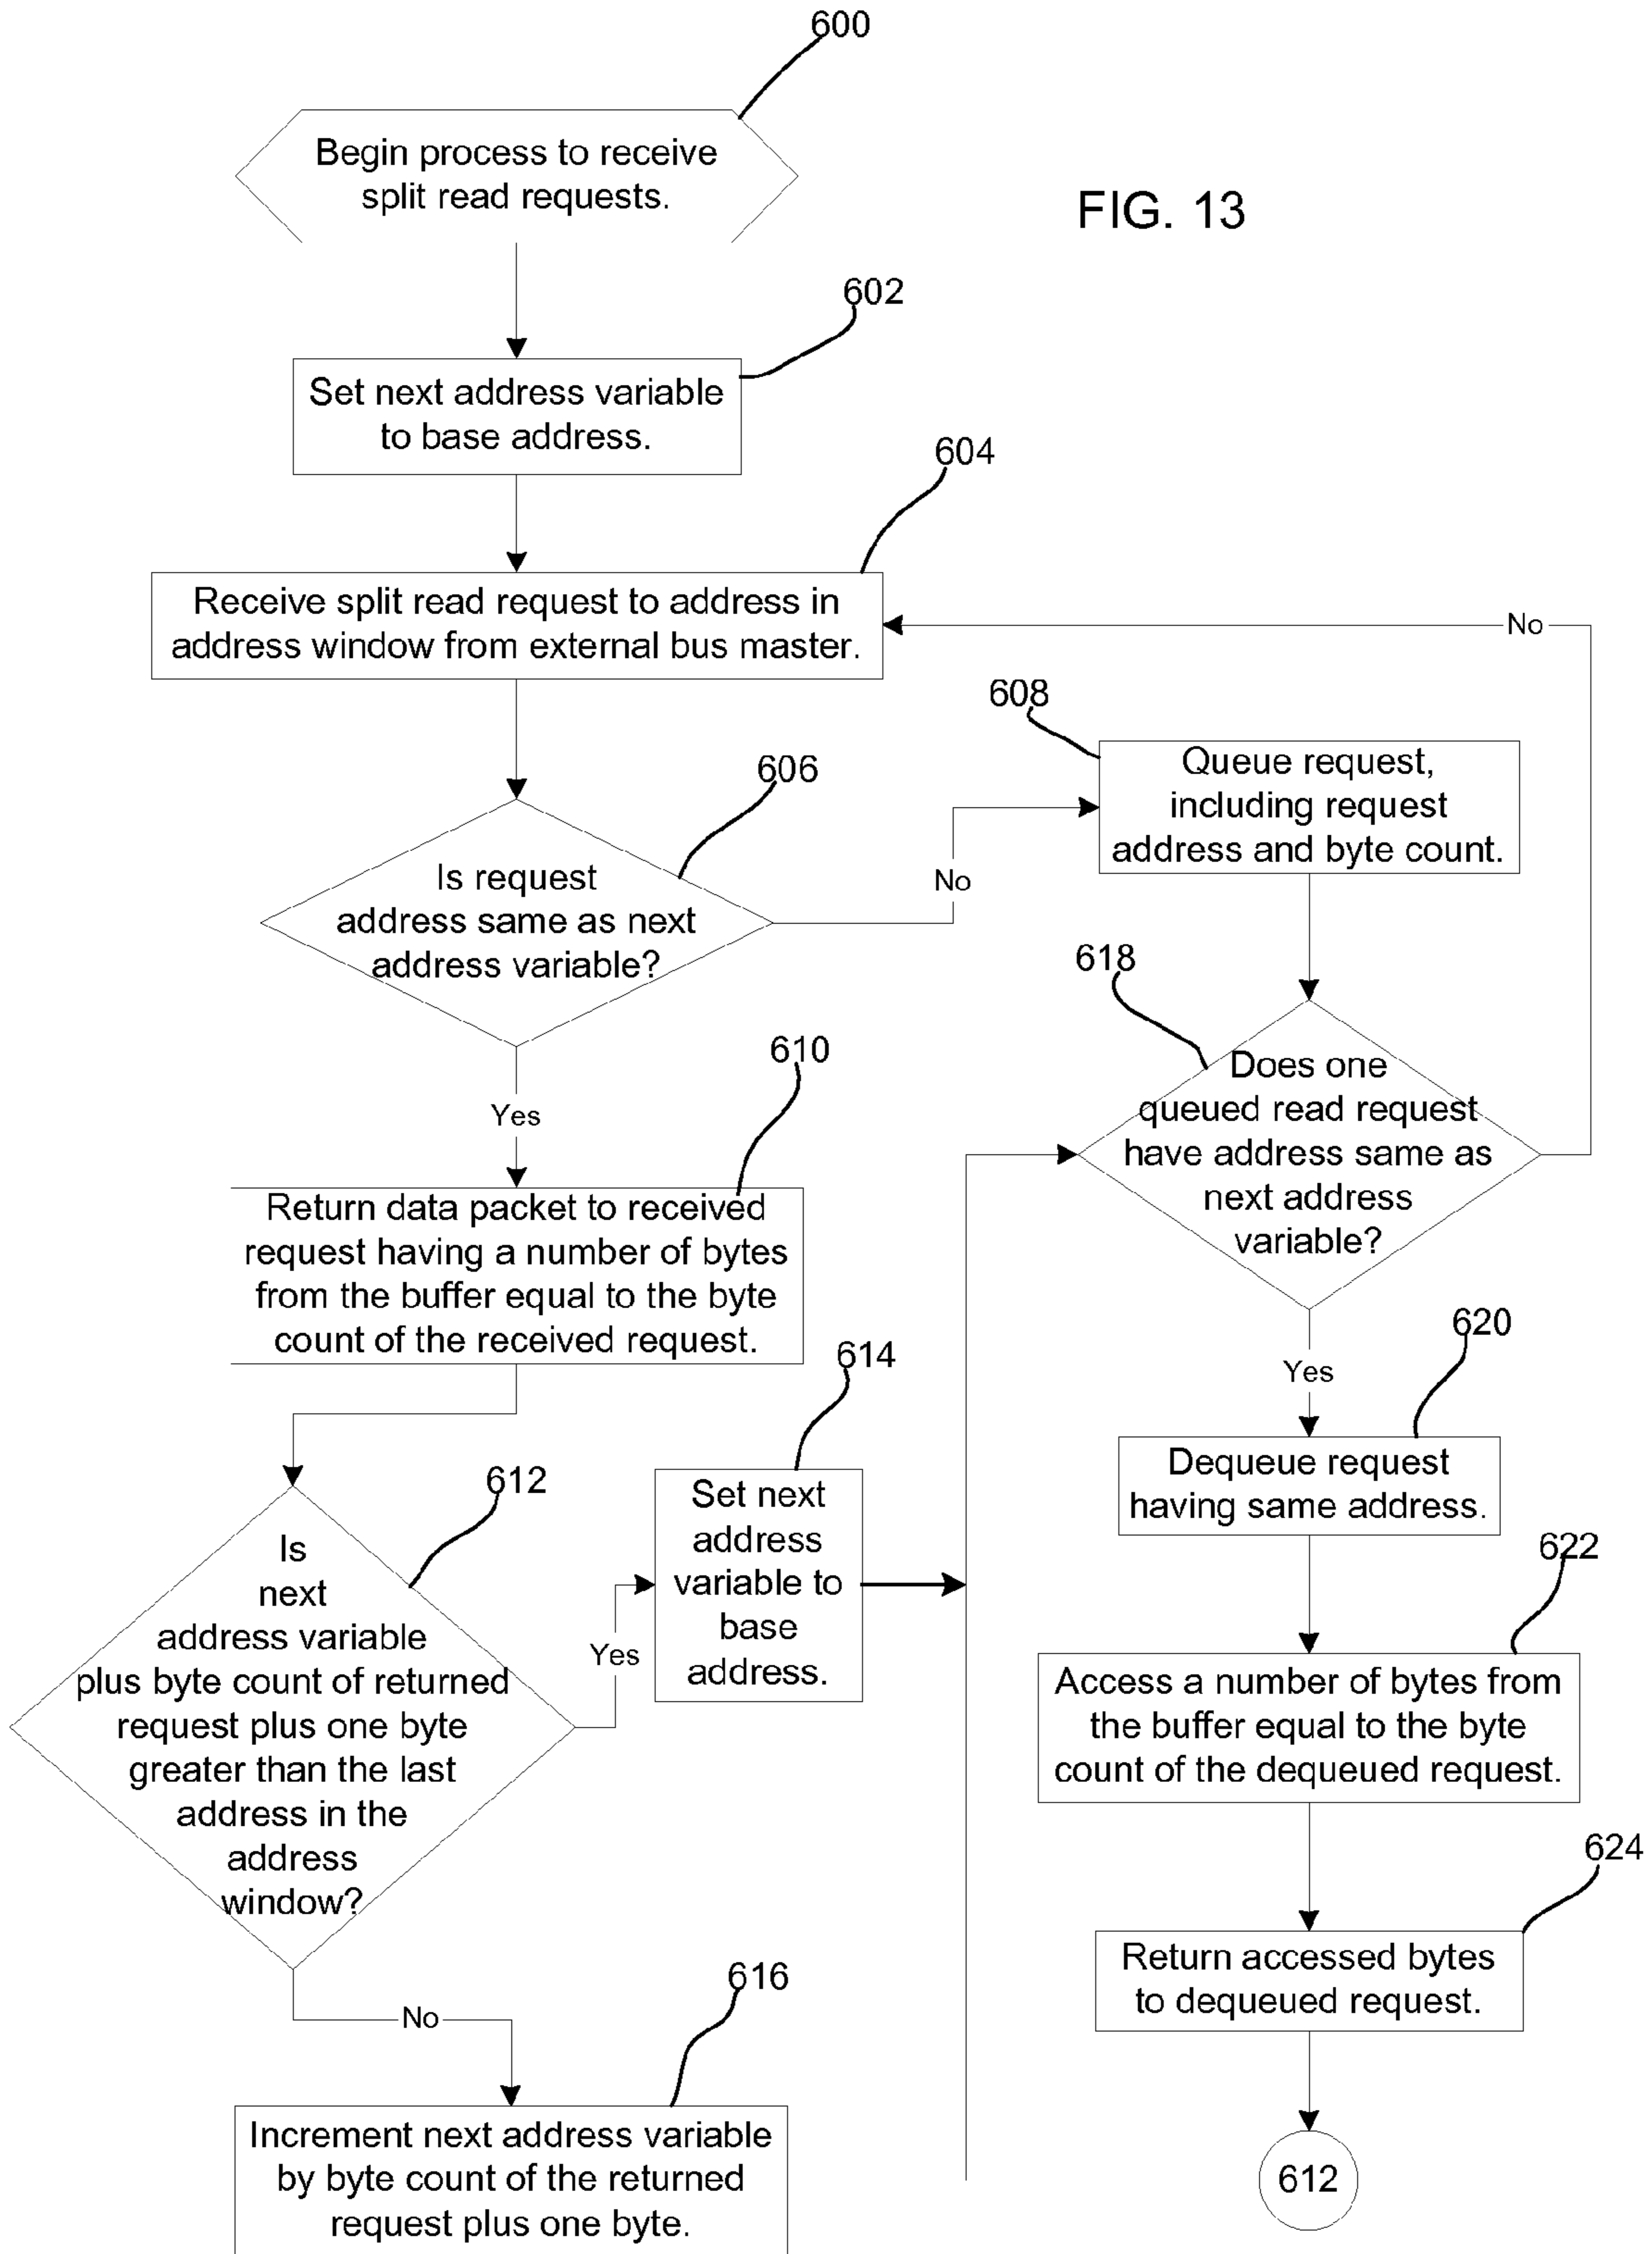 600
Begin process to receive
split read requests.
FIG. 13
602
Set next address variable
to base address.
604
Receive split read request to address in
address window from external bus master.
No
608
Queue request,
including request
address and byte count.
606
Is request
address same as next
address variable?
No
618
Does one
queued read request
have address same as
next address
variable?
Yes
610
Return data packet to received
request having a number of bytes
from the buffer equal to the byte
count of the received request.
614
Set next
address
variable to
base
address.
620
Yes
Dequeue request
having same address.
612
Is
next
address variable
plus byte count of returned
request plus one byte
greater than the last
address in the
address
window?
Yes
622
Access a number of bytes from
the buffer equal to the byte
count of the dequeued request.
624
Return accessed bytes
to dequeued request.
616
No
Increment next address variable
by byte count of the returned
request plus one byte.
612